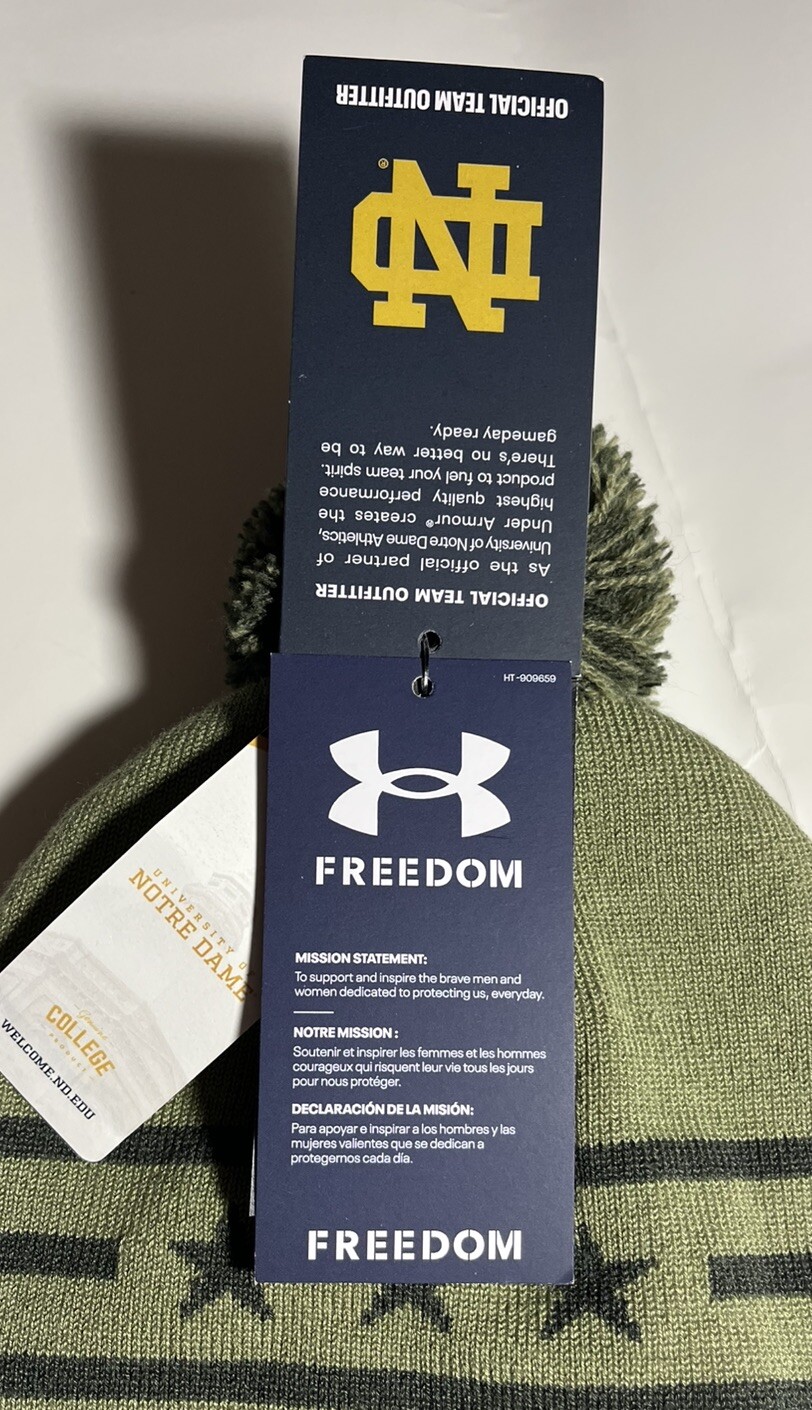 OFFICIAL TEAM OUTFITTER
As the official partner of
University of Notre Dame Athletics,
Under Armour® creates the
highest quality performance
product to fuel your team spirit.
There's no better way to be
gameday ready.
ND
®
OFFICIAL TEAM OUTFITTER
HT-909659
FREEDOM
MISSION STATEMENT:
To support and inspire the brave men and
women dedicated to protecting us, everyday.
NOTRE MISSION :
Soutenir et inspirer les femmes et les hommes
courageux qui risquent leur vie tous les jours
pour nous protéger.
DECLARACIÓN DE LA MISIÓN:
Para apoyar e inspirar a los hombres y las
mujeres valientes que se dedican a
protegernos cada día.
FREEDOM
UNIVERSITY OF
NOTRE DAME
Genuine
COLLEGE
PRODUCT
WELCOME.ND.EDU